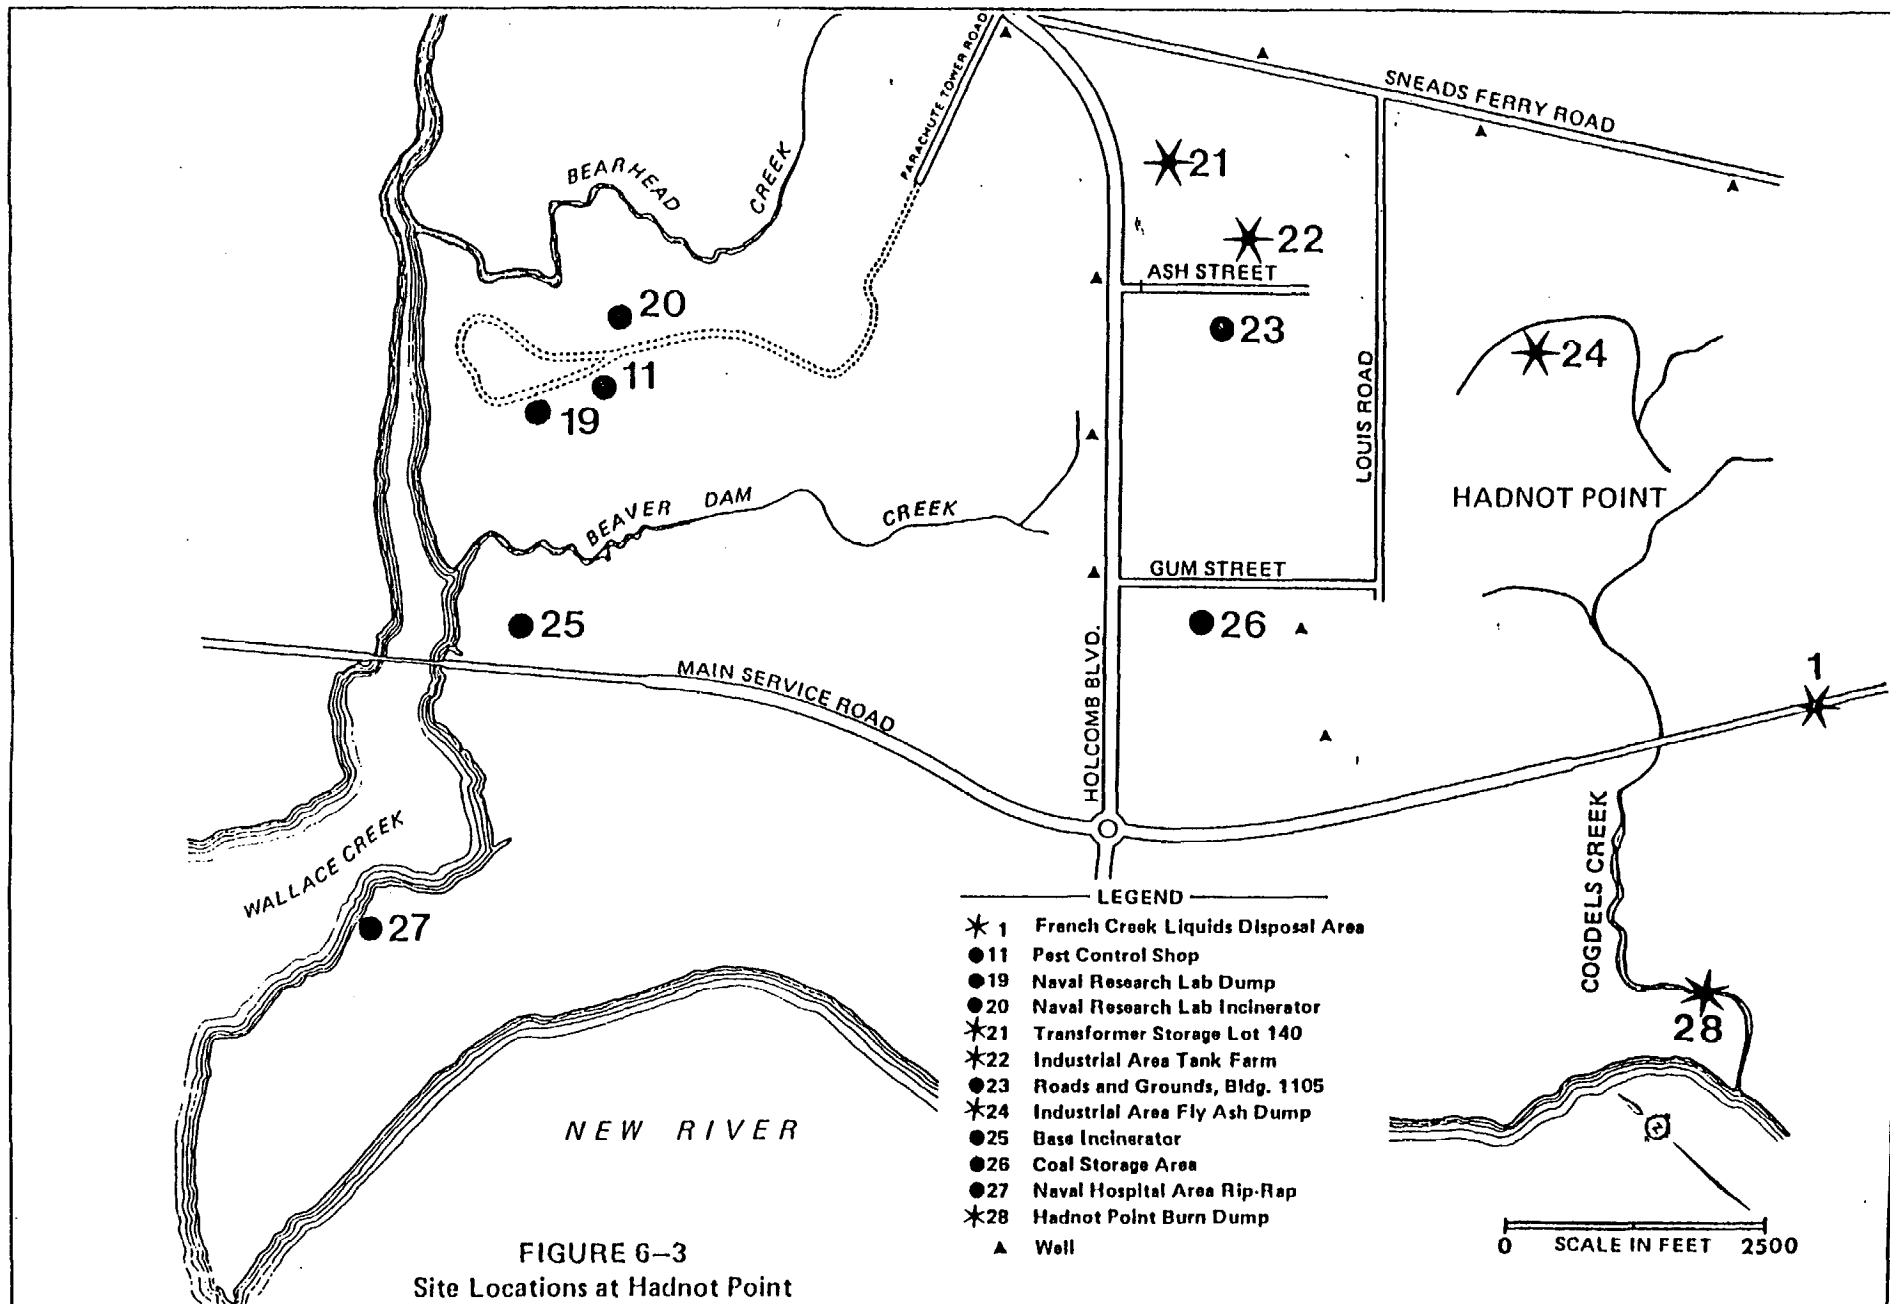 PARACHUTE TOWER ROAD
SNEADS FERRY ROAD
BEARHEAD CREEK
21
22
ASH STREET
20
23
11
19
24
LOUIS ROAD
HADNOT POINT
BEAVER DAM CREEK
GUM STREET
25
26
HOLCOMB BLVD.
MAIN SERVICE ROAD
1
WALLACE CREEK
COGDELS CREEK
27
28
NEW RIVER
LEGEND
1 French Creek Liquids Disposal Area
11 Pest Control Shop
19 Naval Research Lab Dump
20 Naval Research Lab Incinerator
21 Transformer Storage Lot 140
22 Industrial Area Tank Farm
23 Roads and Grounds, Bldg. 1105
24 Industrial Area Fly Ash Dump
25 Base Incinerator
26 Coal Storage Area
27 Naval Hospital Area Rip-Rap
28 Hadnot Point Burn Dump
Well
0 SCALE IN FEET 2500
FIGURE 6–3
Site Locations at Hadnot Point